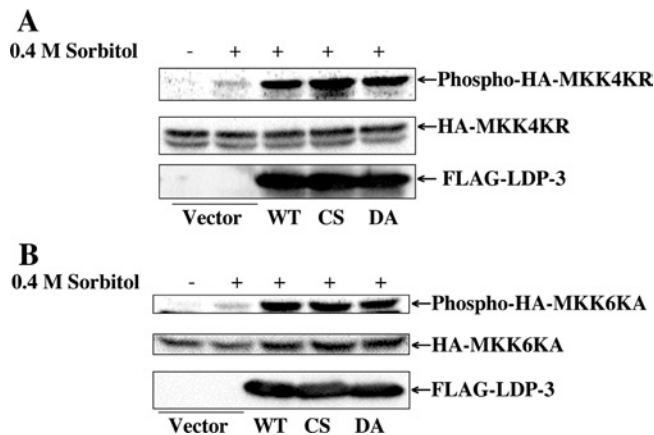 A
0.4 M Sorbitol - + + + +
←Phospho-HA-MKK4KR
←HA-MKK4KR
← FLAG-LDP-3
Vector WT CS DA
B
0.4 M Sorbitol - + + + +
←Phospho-HA-MKK6KA
←HA-MKK6KA
←FLAG-LDP-3
Vector WT CS DA